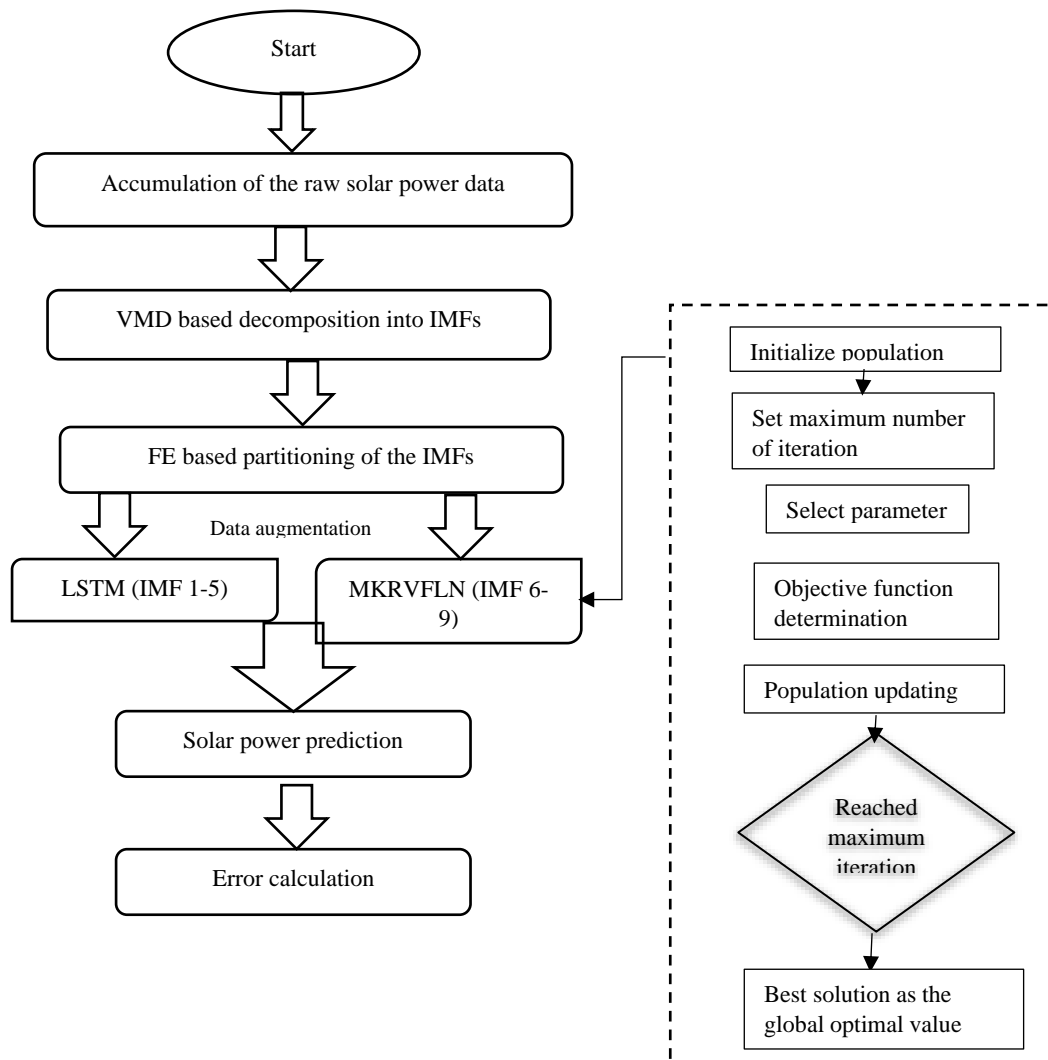 Start
Accumulation of the raw solar power data
VMD based decomposition into IMFs
FE based partitioning of the IMFs
Data augmentation
LSTM (IMF 1-5)
MKRVFLN (IMF 6-
9)
Solar power prediction
Error calculation
Initialize population
Set maximum number
of iteration
Select parameter
Objective function
determination
Population updating
Reached
maximum
iteration
Best solution as the
global optimal value